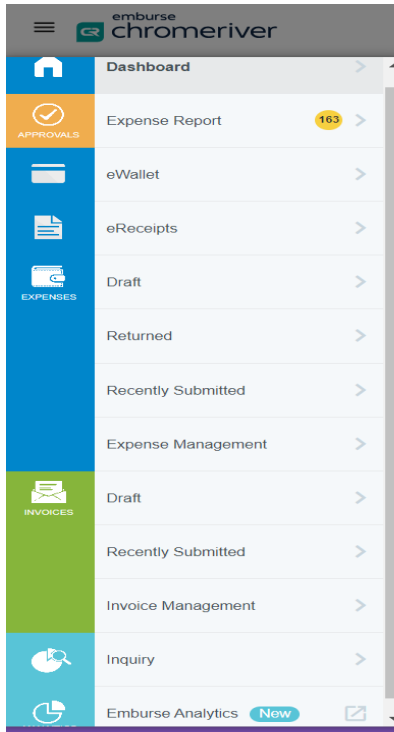 emburse
CR chromeriver
Dashboard
APPROVALS
Expense Report 163
eWallet
eReceipts
EXPENSES
Draft
Returned
Recently Submitted
Expense Management
INVOICES
Draft
Recently Submitted
Invoice Management
Inquiry
Emburse Analytics New